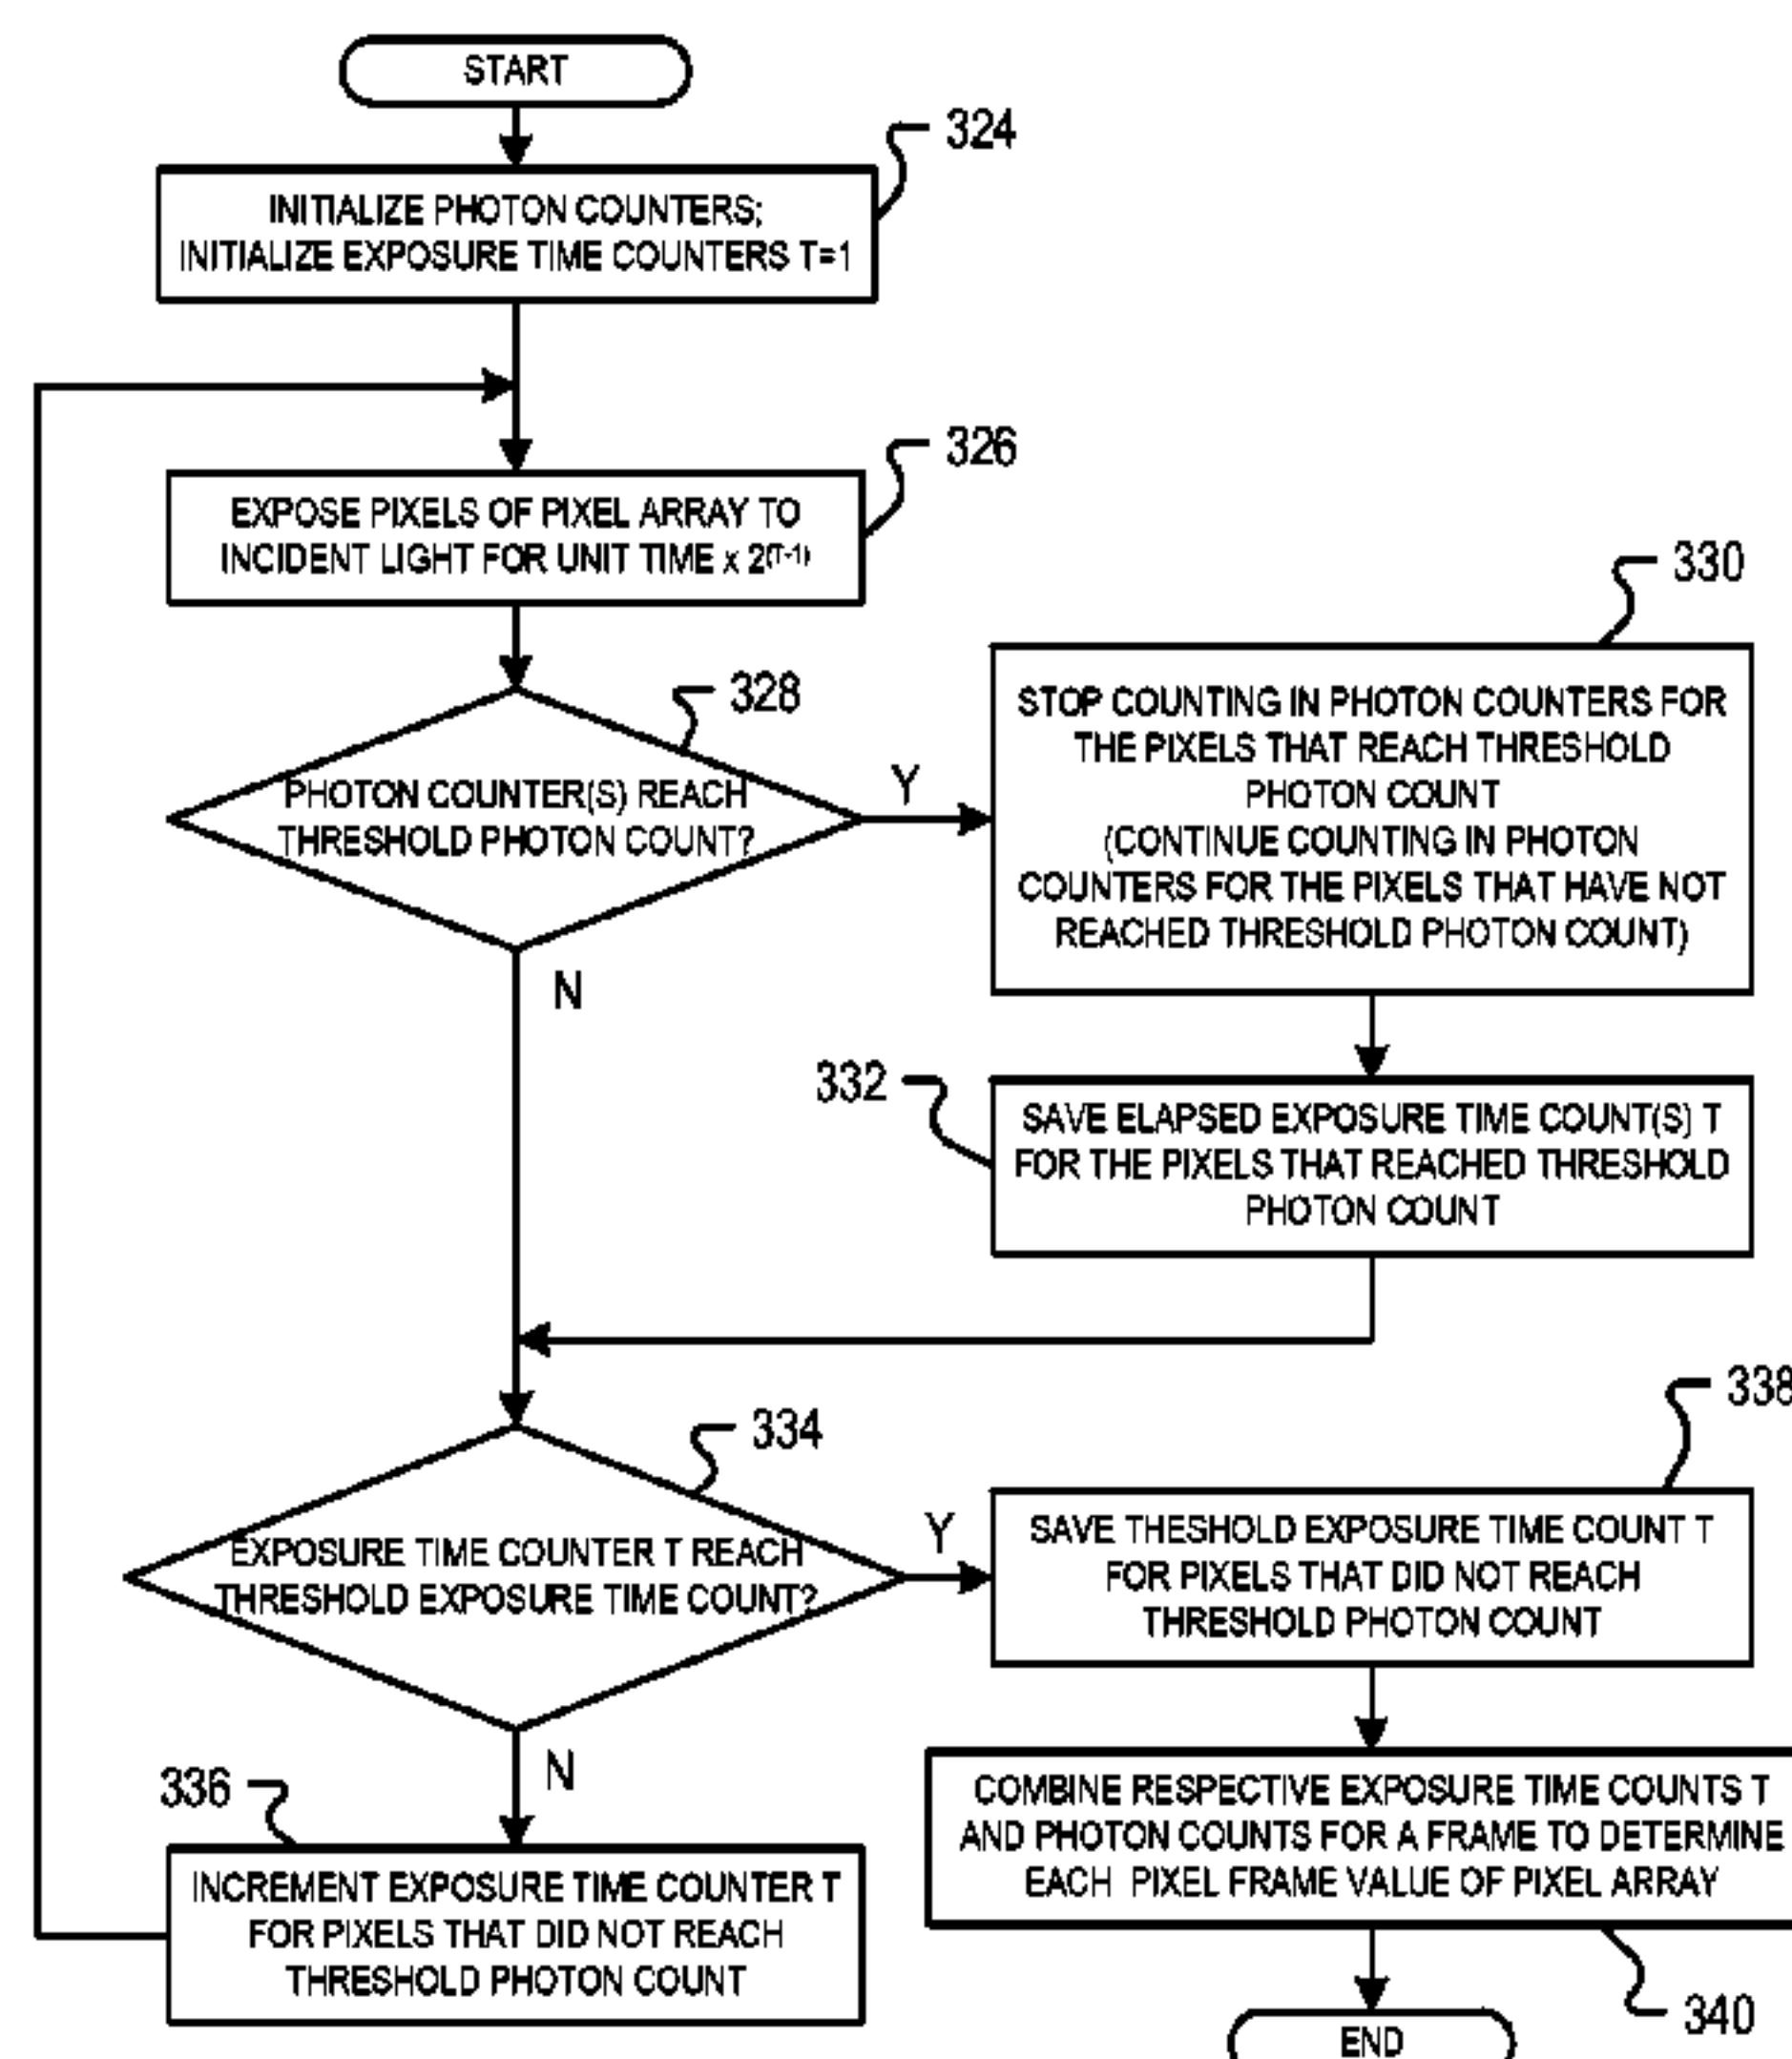 START
324
INITIALIZE PHOTON COUNTERS;
INITIALIZE EXPOSURE TIME COUNTERS T=1
326
EXPOSE PIXELS OF PIXEL ARRAY TO
INCIDENT LIGHT FOR UNIT TIME x 2(T-1)
328
PHOTON COUNTER(S) REACH
THRESHOLD PHOTON COUNT?
Y
N
330
STOP COUNTING IN PHOTON COUNTERS FOR
THE PIXELS THAT REACH THRESHOLD
PHOTON COUNT
(CONTINUE COUNTING IN PHOTON
COUNTERS FOR THE PIXELS THAT HAVE NOT
REACHED THRESHOLD PHOTON COUNT)
332
SAVE ELAPSED EXPOSURE TIME COUNT(S) T
FOR THE PIXELS THAT REACHED THRESHOLD
PHOTON COUNT
334
EXPOSURE TIME COUNTER T REACH
THRESHOLD EXPOSURE TIME COUNT?
Y
N
338
SAVE THESHOLD EXPOSURE TIME COUNT T
FOR PIXELS THAT DID NOT REACH
THRESHOLD PHOTON COUNT
336
INCREMENT EXPOSURE TIME COUNTER T
FOR PIXELS THAT DID NOT REACH
THRESHOLD PHOTON COUNT
COMBINE RESPECTIVE EXPOSURE TIME COUNTS T
AND PHOTON COUNTS FOR A FRAME TO DETERMINE
EACH PIXEL FRAME VALUE OF PIXEL ARRAY
340
END